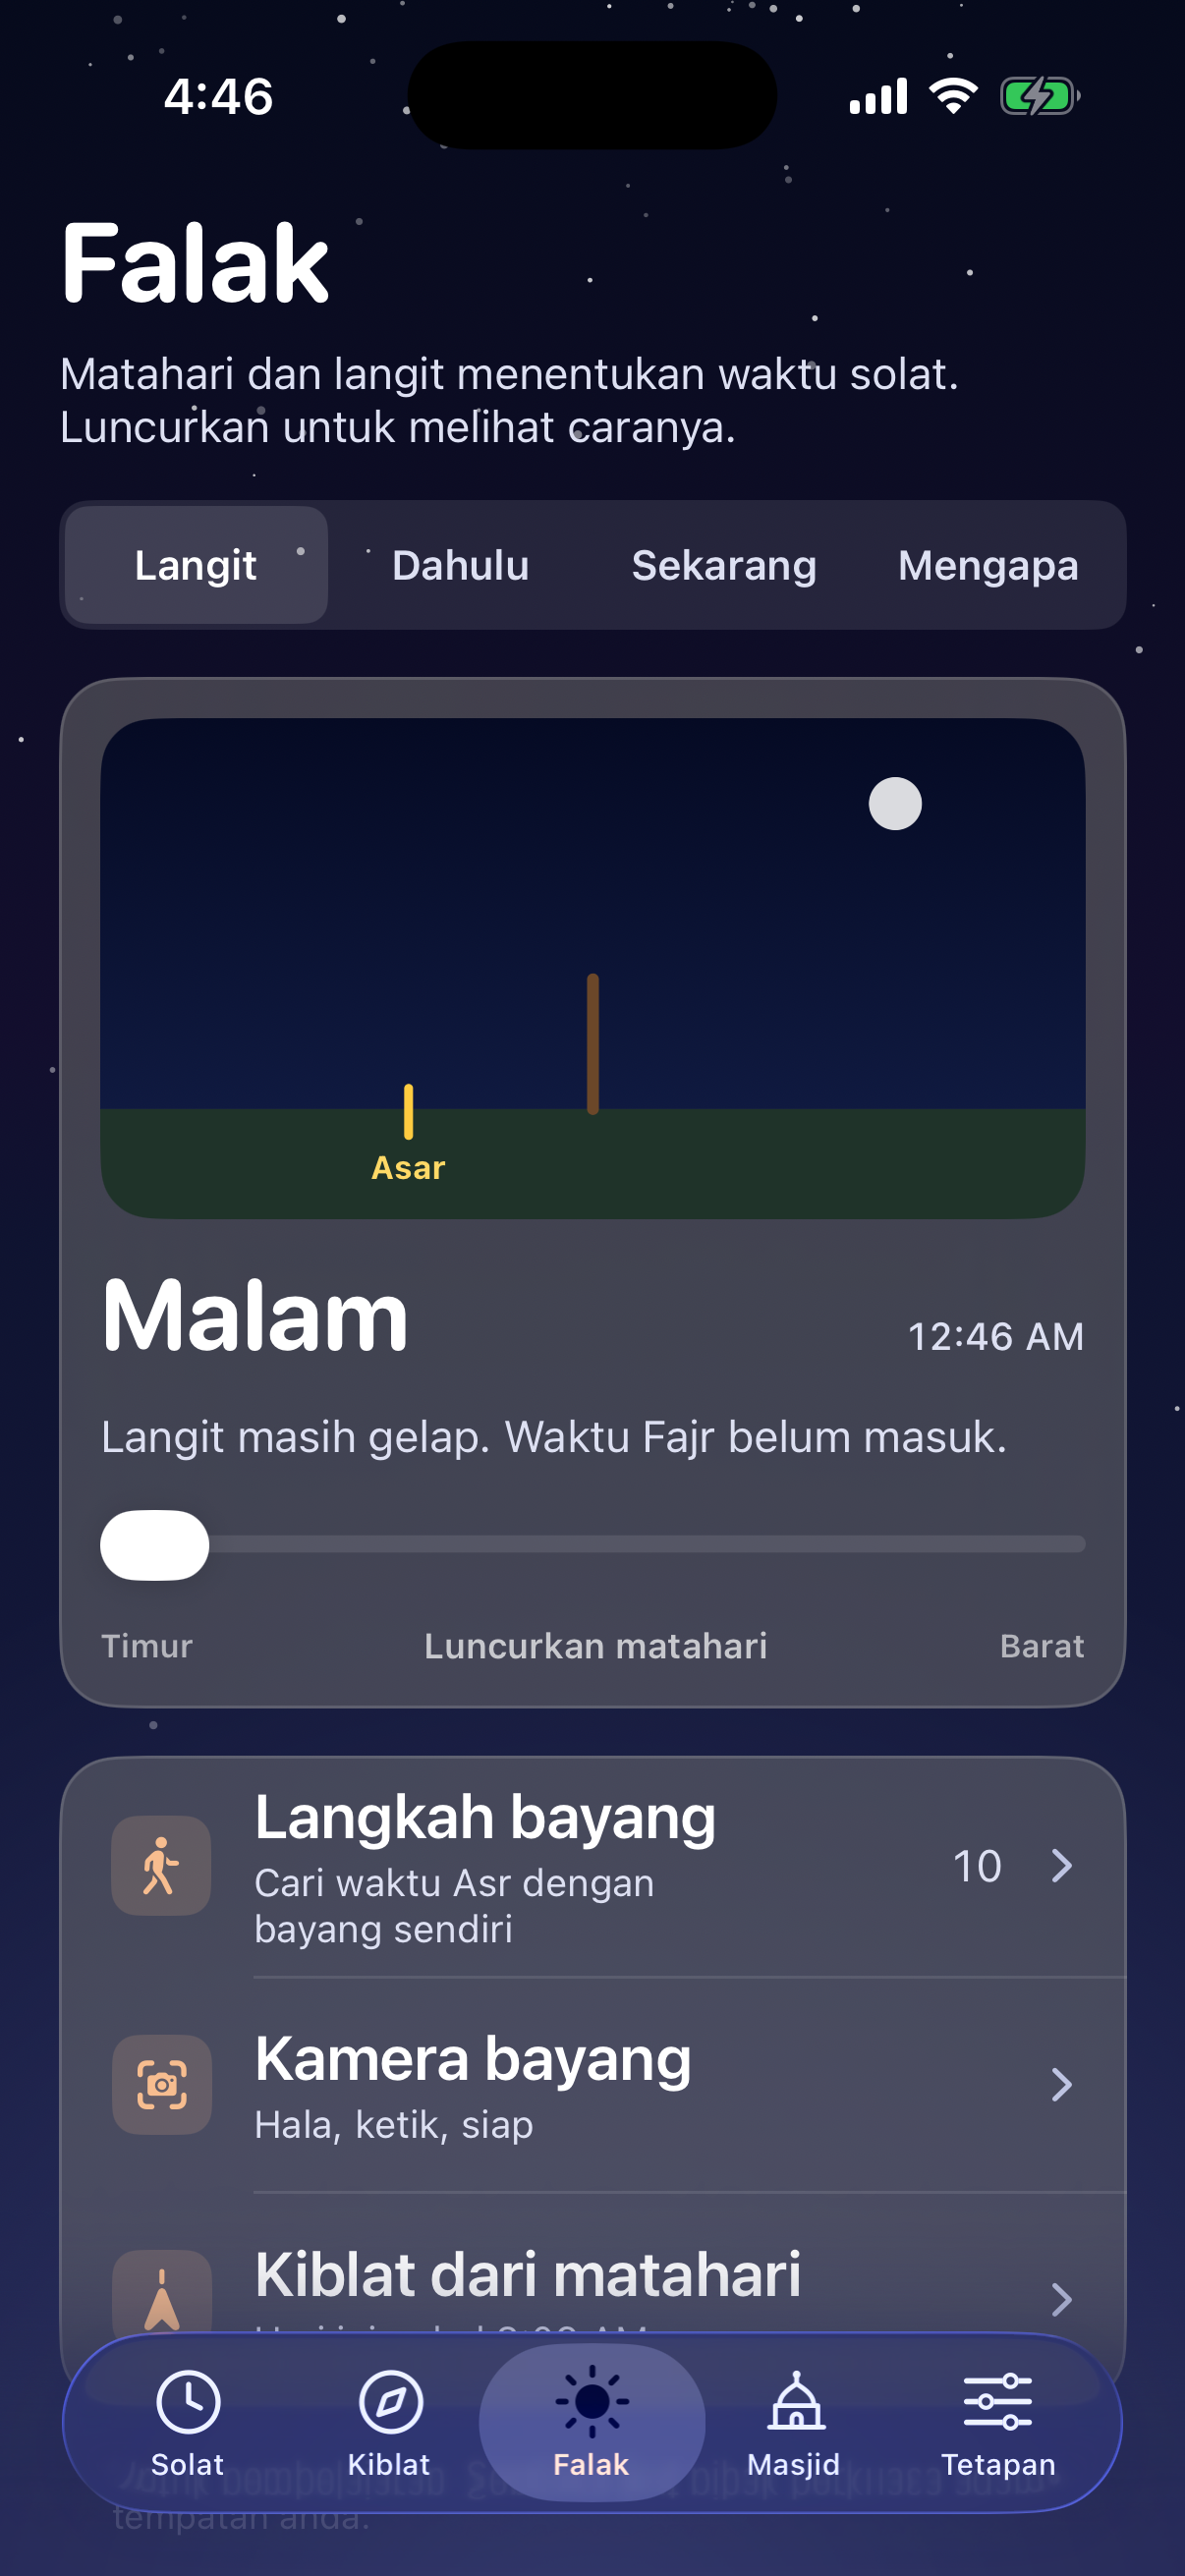 4:46
Falak
Matahari dan langit menentukan waktu solat.
Luncurkan untuk melihat caranya.
Langit
Dahulu
Sekarang
Mengapa
Asar
Malam
12:46 AM
Langit masih gelap. Waktu Fajr belum masuk.
Timur
Luncurkan matahari
Barat
Langkah bayang
Cari waktu Asr dengan
bayang sendiri
10
Kamera bayang
Hala, ketik, siap
Kiblat dari matahari
Solat
Kiblat
Falak
Masjid
Tetapan
tempatan anda.